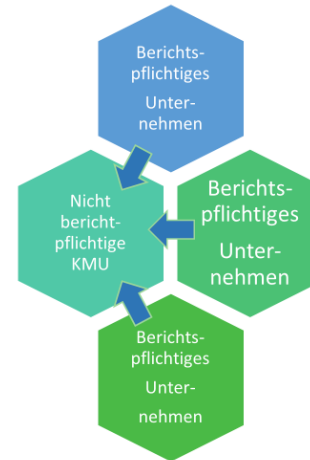 Berichts-
pflichtiges
Unter-
nehmen
Nicht
bericht-
pflichtige
KMU
Berichts-
pflichtiges
Unter-
nehmen
Berichts-
pflichtiges
Unter-
nehmen